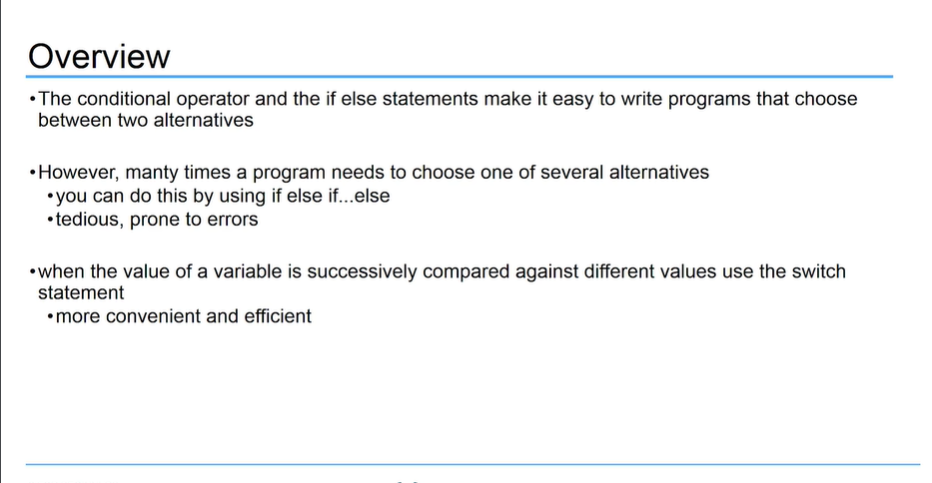 Overview
•The conditional operator and the if else statements make it easy to write programs that choose
between two alternatives
•However, manty times a program needs to choose one of several alternatives
•you can do this by using if else if...else
•tedious, prone to errors
•when the value of a variable is successively compared against different values use the switch
statement
•more convenient and efficient